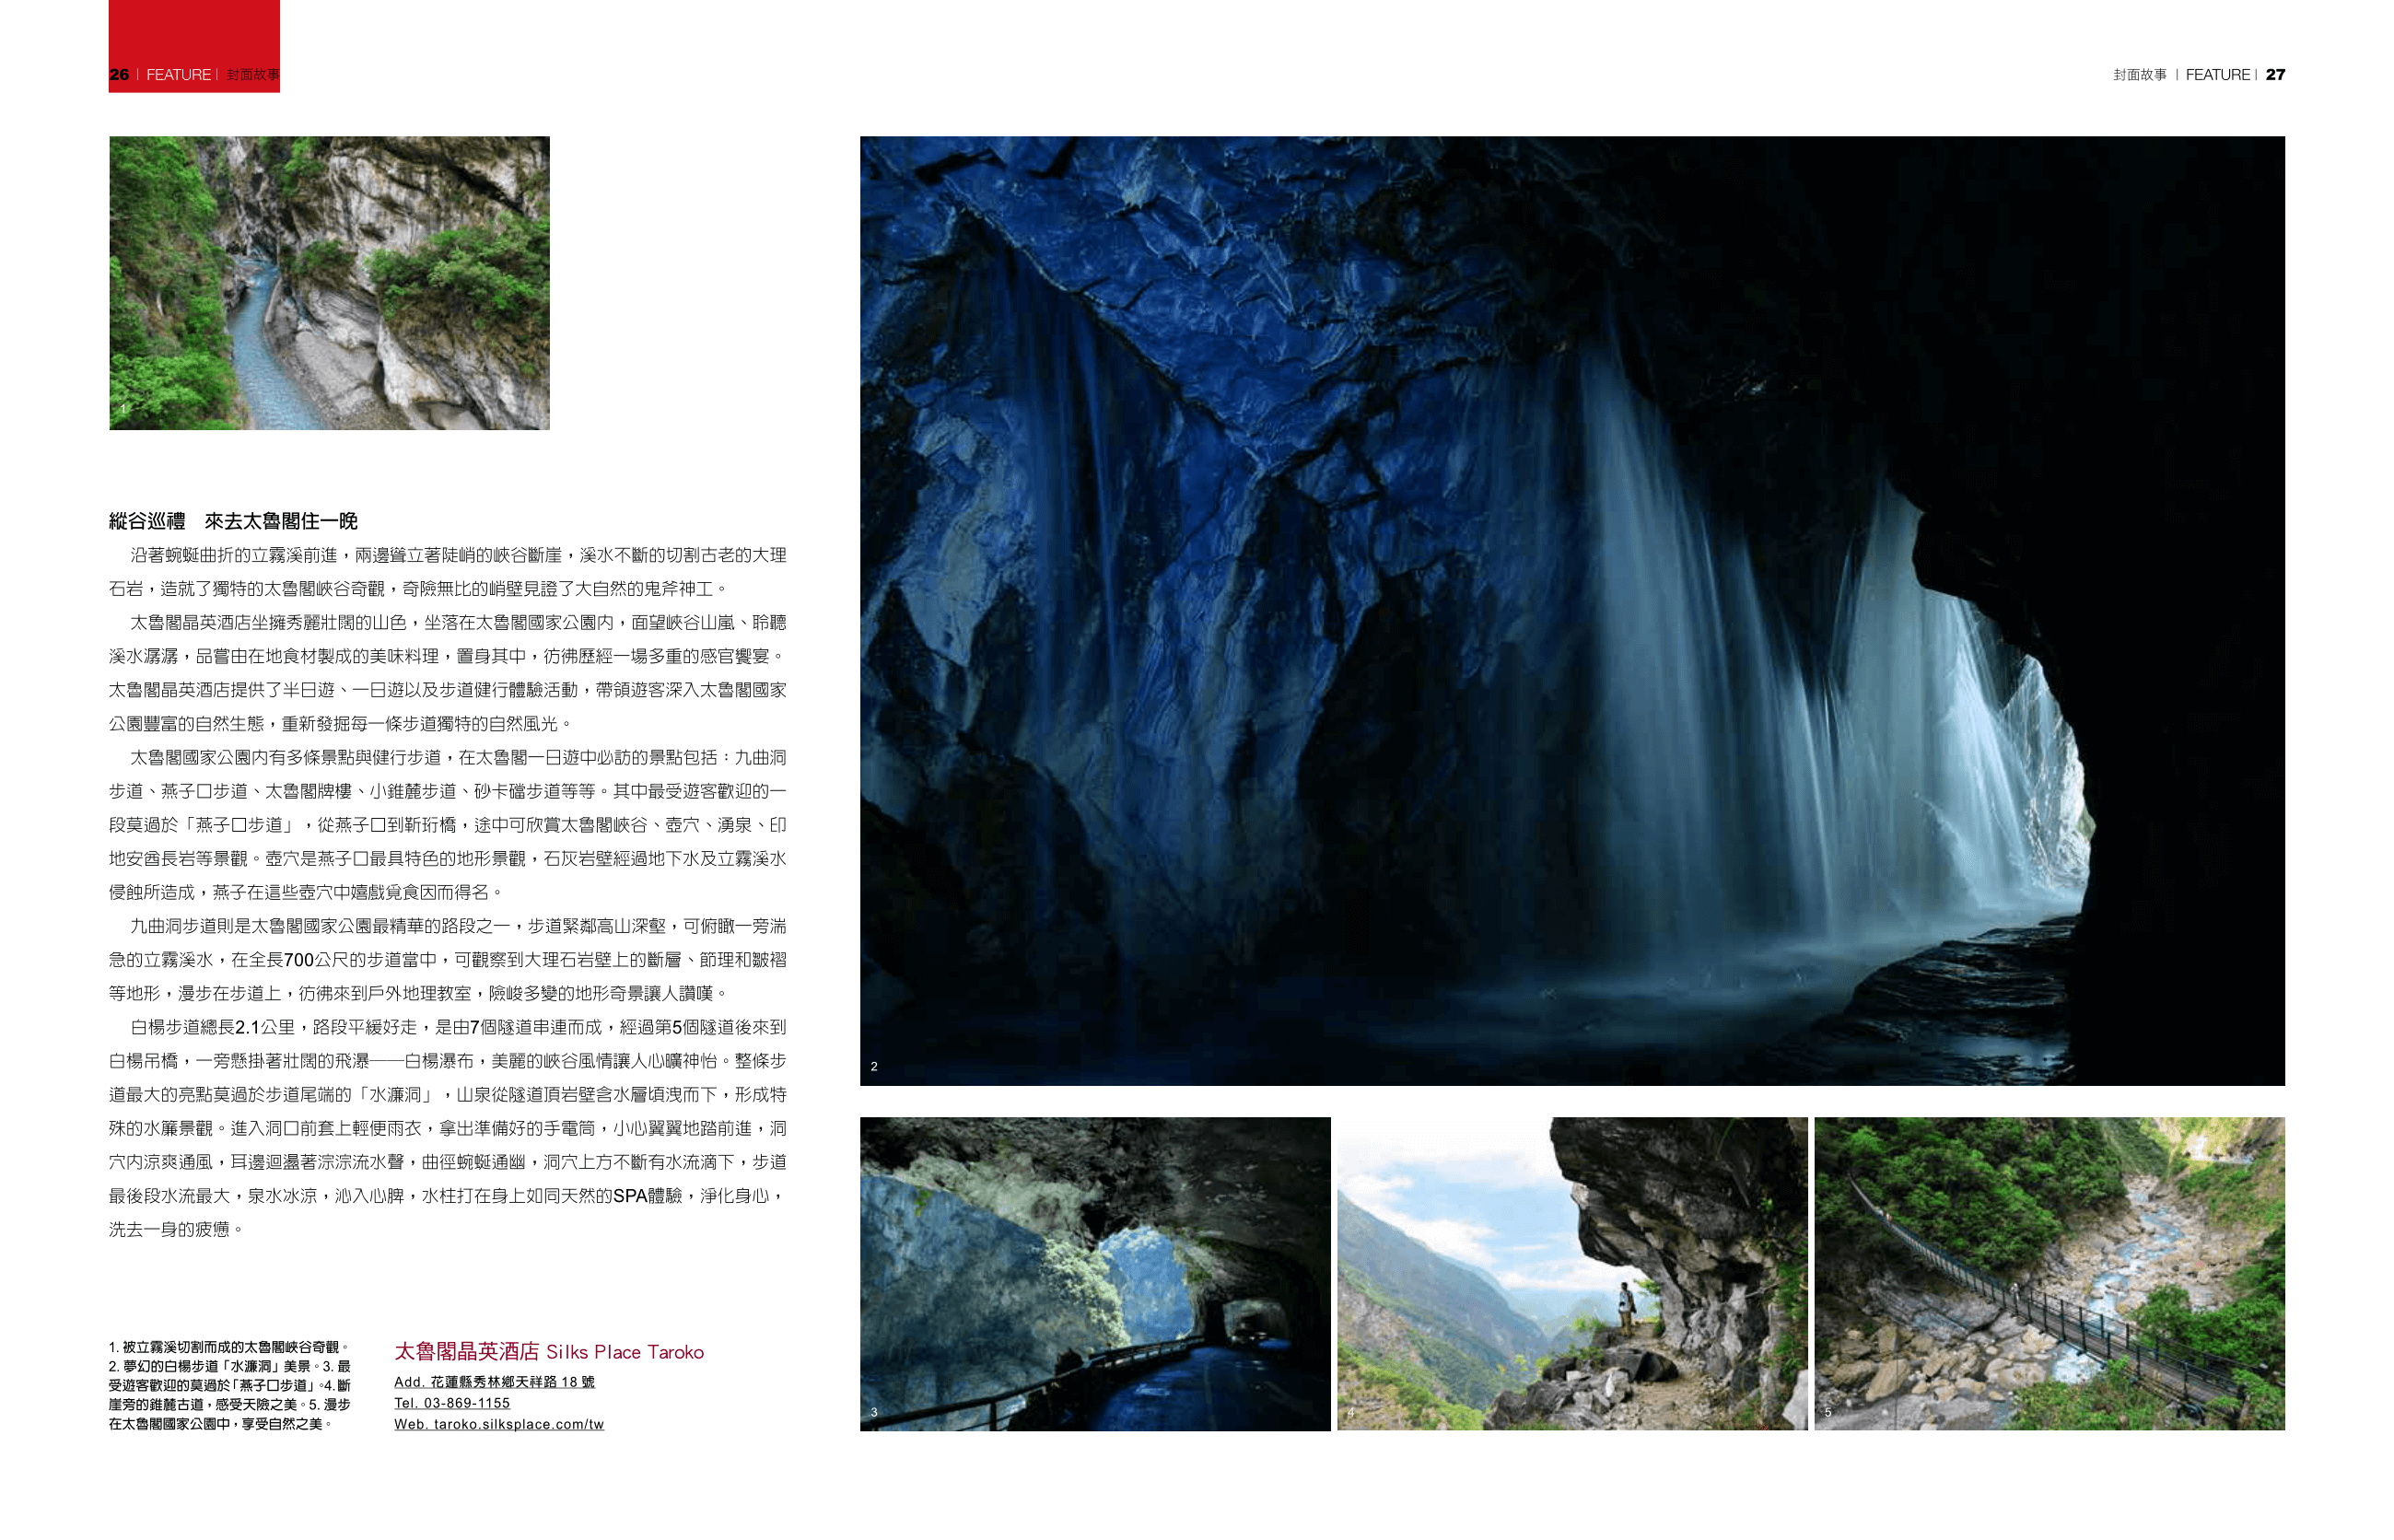 26 | FEATURE | 封面故事
封面故事 | FEATURE | 27
1
縱谷巡禮　來去太魯閣住一晚
沿著蜿蜒曲折的立霧溪前進，兩邊聳立著陡峭的峽谷斷崖，溪水不斷的切割古老的大理
石岩，造就了獨特的太魯閣峽谷奇觀，奇險無比的峭壁見證了大自然的鬼斧神工。
太魯閣晶英酒店坐擁秀麗壯闊的山色，坐落在太魯閣國家公園內，面望峽谷山嵐、聆聽
溪水潺潺，品嘗由在地食材製成的美味料理，置身其中，彷彿歷經一場多重的感官饗宴。
太魯閣晶英酒店提供了半日遊、一日遊以及步道健行體驗活動，帶領遊客深入太魯閣國家
公園豐富的自然生態，重新發掘每一條步道獨特的自然風光。
太魯閣國家公園內有多條景點與健行步道，在太魯閣一日遊中必訪的景點包括：九曲洞
步道、燕子口步道、太魯閣牌樓、小錐麓步道、砂卡礑步道等等。其中最受遊客歡迎的一
段莫過於「燕子口步道」，從燕子口到靳珩橋，途中可欣賞太魯閣峽谷、壺穴、湧泉、印
地安酋長岩等景觀。壺穴是燕子口最具特色的地形景觀，石灰岩壁經過地下水及立霧溪水
侵蝕所造成，燕子在這些壺穴中嬉戲覓食因而得名。
九曲洞步道則是太魯閣國家公園最精華的路段之一，步道緊鄰高山深壑，可俯瞰一旁湍
急的立霧溪水，在全長700公尺的步道當中，可觀察到大理石岩壁上的斷層、節理和皺褶
等地形，漫步在步道上，彷彿來到戶外地理教室，險峻多變的地形奇景讓人讚嘆。
白楊步道總長2.1公里，路段平緩好走，是由7個隧道串連而成，經過第5個隧道後來到
白楊吊橋，一旁懸掛著壯闊的飛瀑──白楊瀑布，美麗的峽谷風情讓人心曠神怡。整條步
道最大的亮點莫過於步道尾端的「水濂洞」，山泉從隧道頂岩壁含水層頃洩而下，形成特
殊的水簾景觀。進入洞口前套上輕便雨衣，拿出準備好的手電筒，小心翼翼地踏前進，洞
穴內涼爽通風，耳邊迴盪著淙淙流水聲，曲徑蜿蜒通幽，洞穴上方不斷有水流滴下，步道
最後段水流最大，泉水冰涼，沁入心脾，水柱打在身上如同天然的SPA體驗，淨化身心，
洗去一身的疲憊。
1. 被立霧溪切割而成的太魯閣峽谷奇觀。
2. 夢幻的白楊步道「水濂洞」美景。3. 最
受遊客歡迎的莫過於「燕子口步道」。4. 斷
崖旁的錐麓古道，感受天險之美。5. 漫步
在太魯閣國家公園中，享受自然之美。
太魯閣晶英酒店 Silks Place Taroko
Add. 花蓮縣秀林鄉天祥路 18 號
Tel. 03-869-1155
Web. taroko.silksplace.com/tw
2
3
4
5